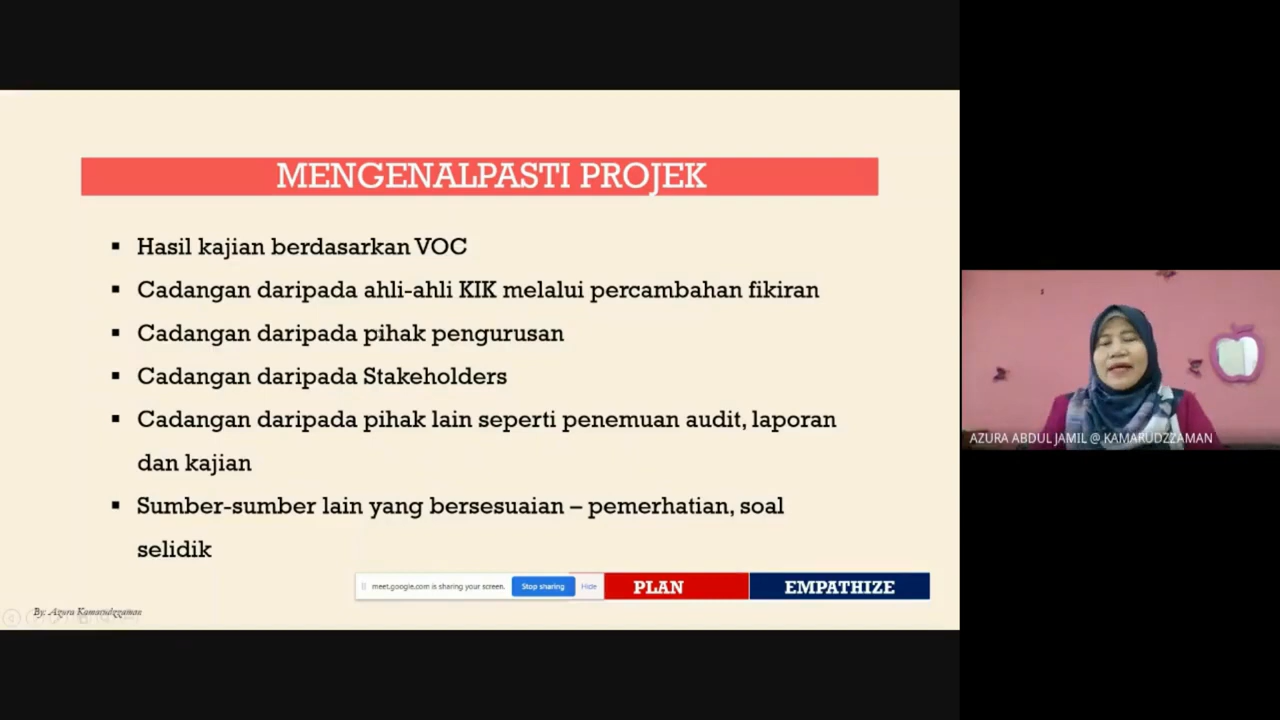 MENGENALPASTI PROJEK
Hasil kajian berdasarkan VOC
Cadangan daripada ahli-ahli KIK melalui percambahan fikiran
Cadangan daripada pihak pengurusan
Cadangan daripada Stakeholders
Cadangan daripada pihak lain seperti penemuan audit, laporan
dan kajian
Sumber-sumber lain yang bersesuaian – pemerhatian, soal
selidik
meet.google.com is sharing your screen. Stop sharing Hide
PLAN EMPATHIZE
By: Azura Kamarudzzaman
AZURA ABDUL JAMIL @ KAMARUDZZAMAN